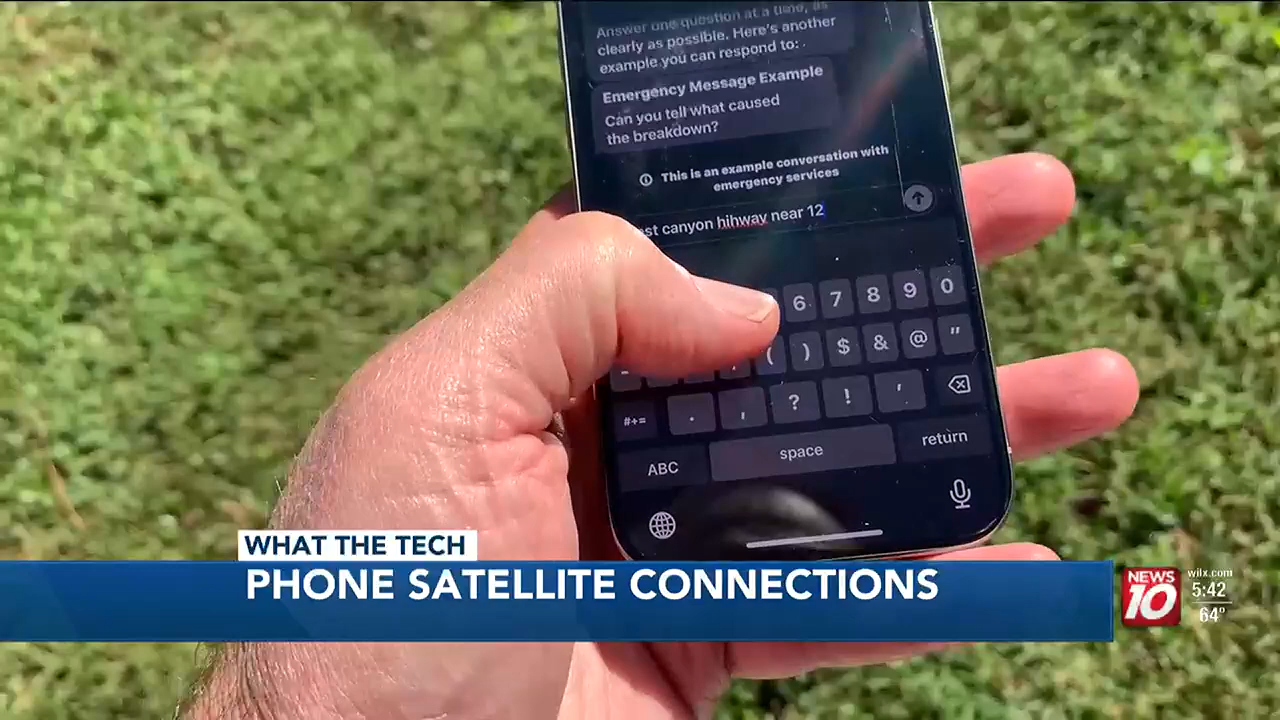 Answer one question at a time, as
clearly as possible. Here's another
example you can respond to:
Emergency Message Example
Can you tell what caused
the breakdown?
This is an example conversation with
emergency services
st canyon hihway near 12
6 7 8 9 0
( ) $ & @ "
#+= . , ? ! '
ABC space return
WHAT THE TECH
PHONE SATELLITE CONNECTIONS
NEWS
10
wilx.com
5:42
64°